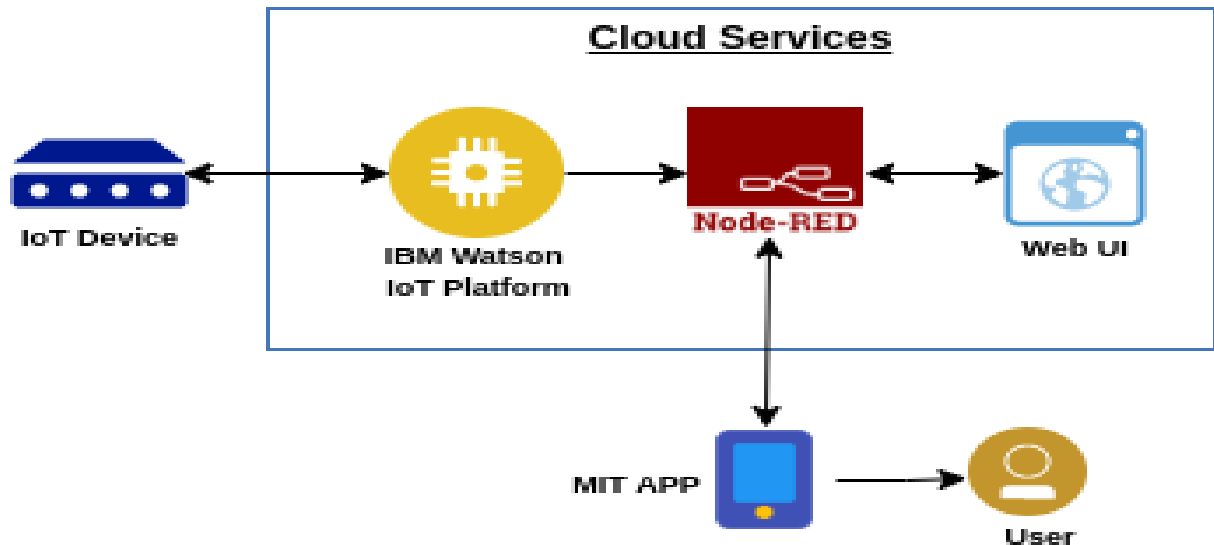 Cloud Services
IoT Device
IBM Watson
IoT Platform
Node-RED
Web UI
MIT APP
User